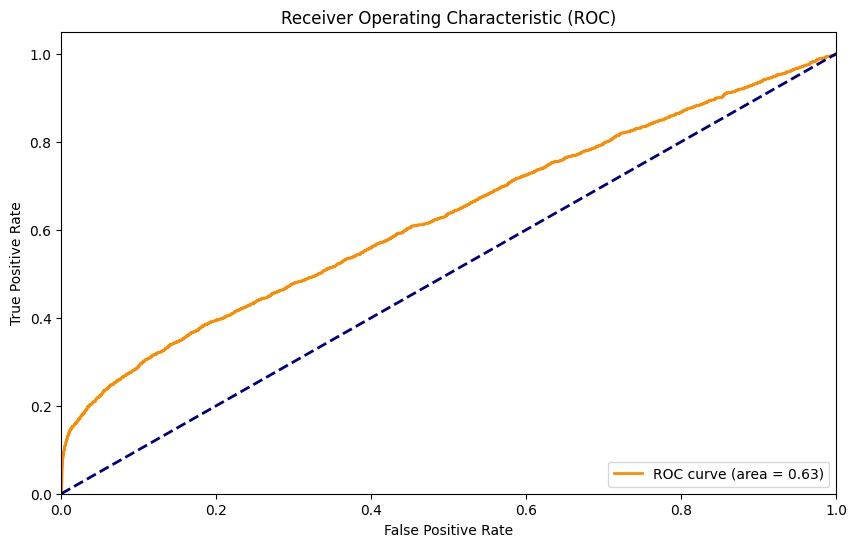 Receiver Operating Characteristic (ROC)
1.0
0.8
0.6
0.4
0.2
0.0
True Positive Rate
ROC curve (area = 0.63)
0.0 0.2 0.4 0.6 0.8 1.0
False Positive Rate